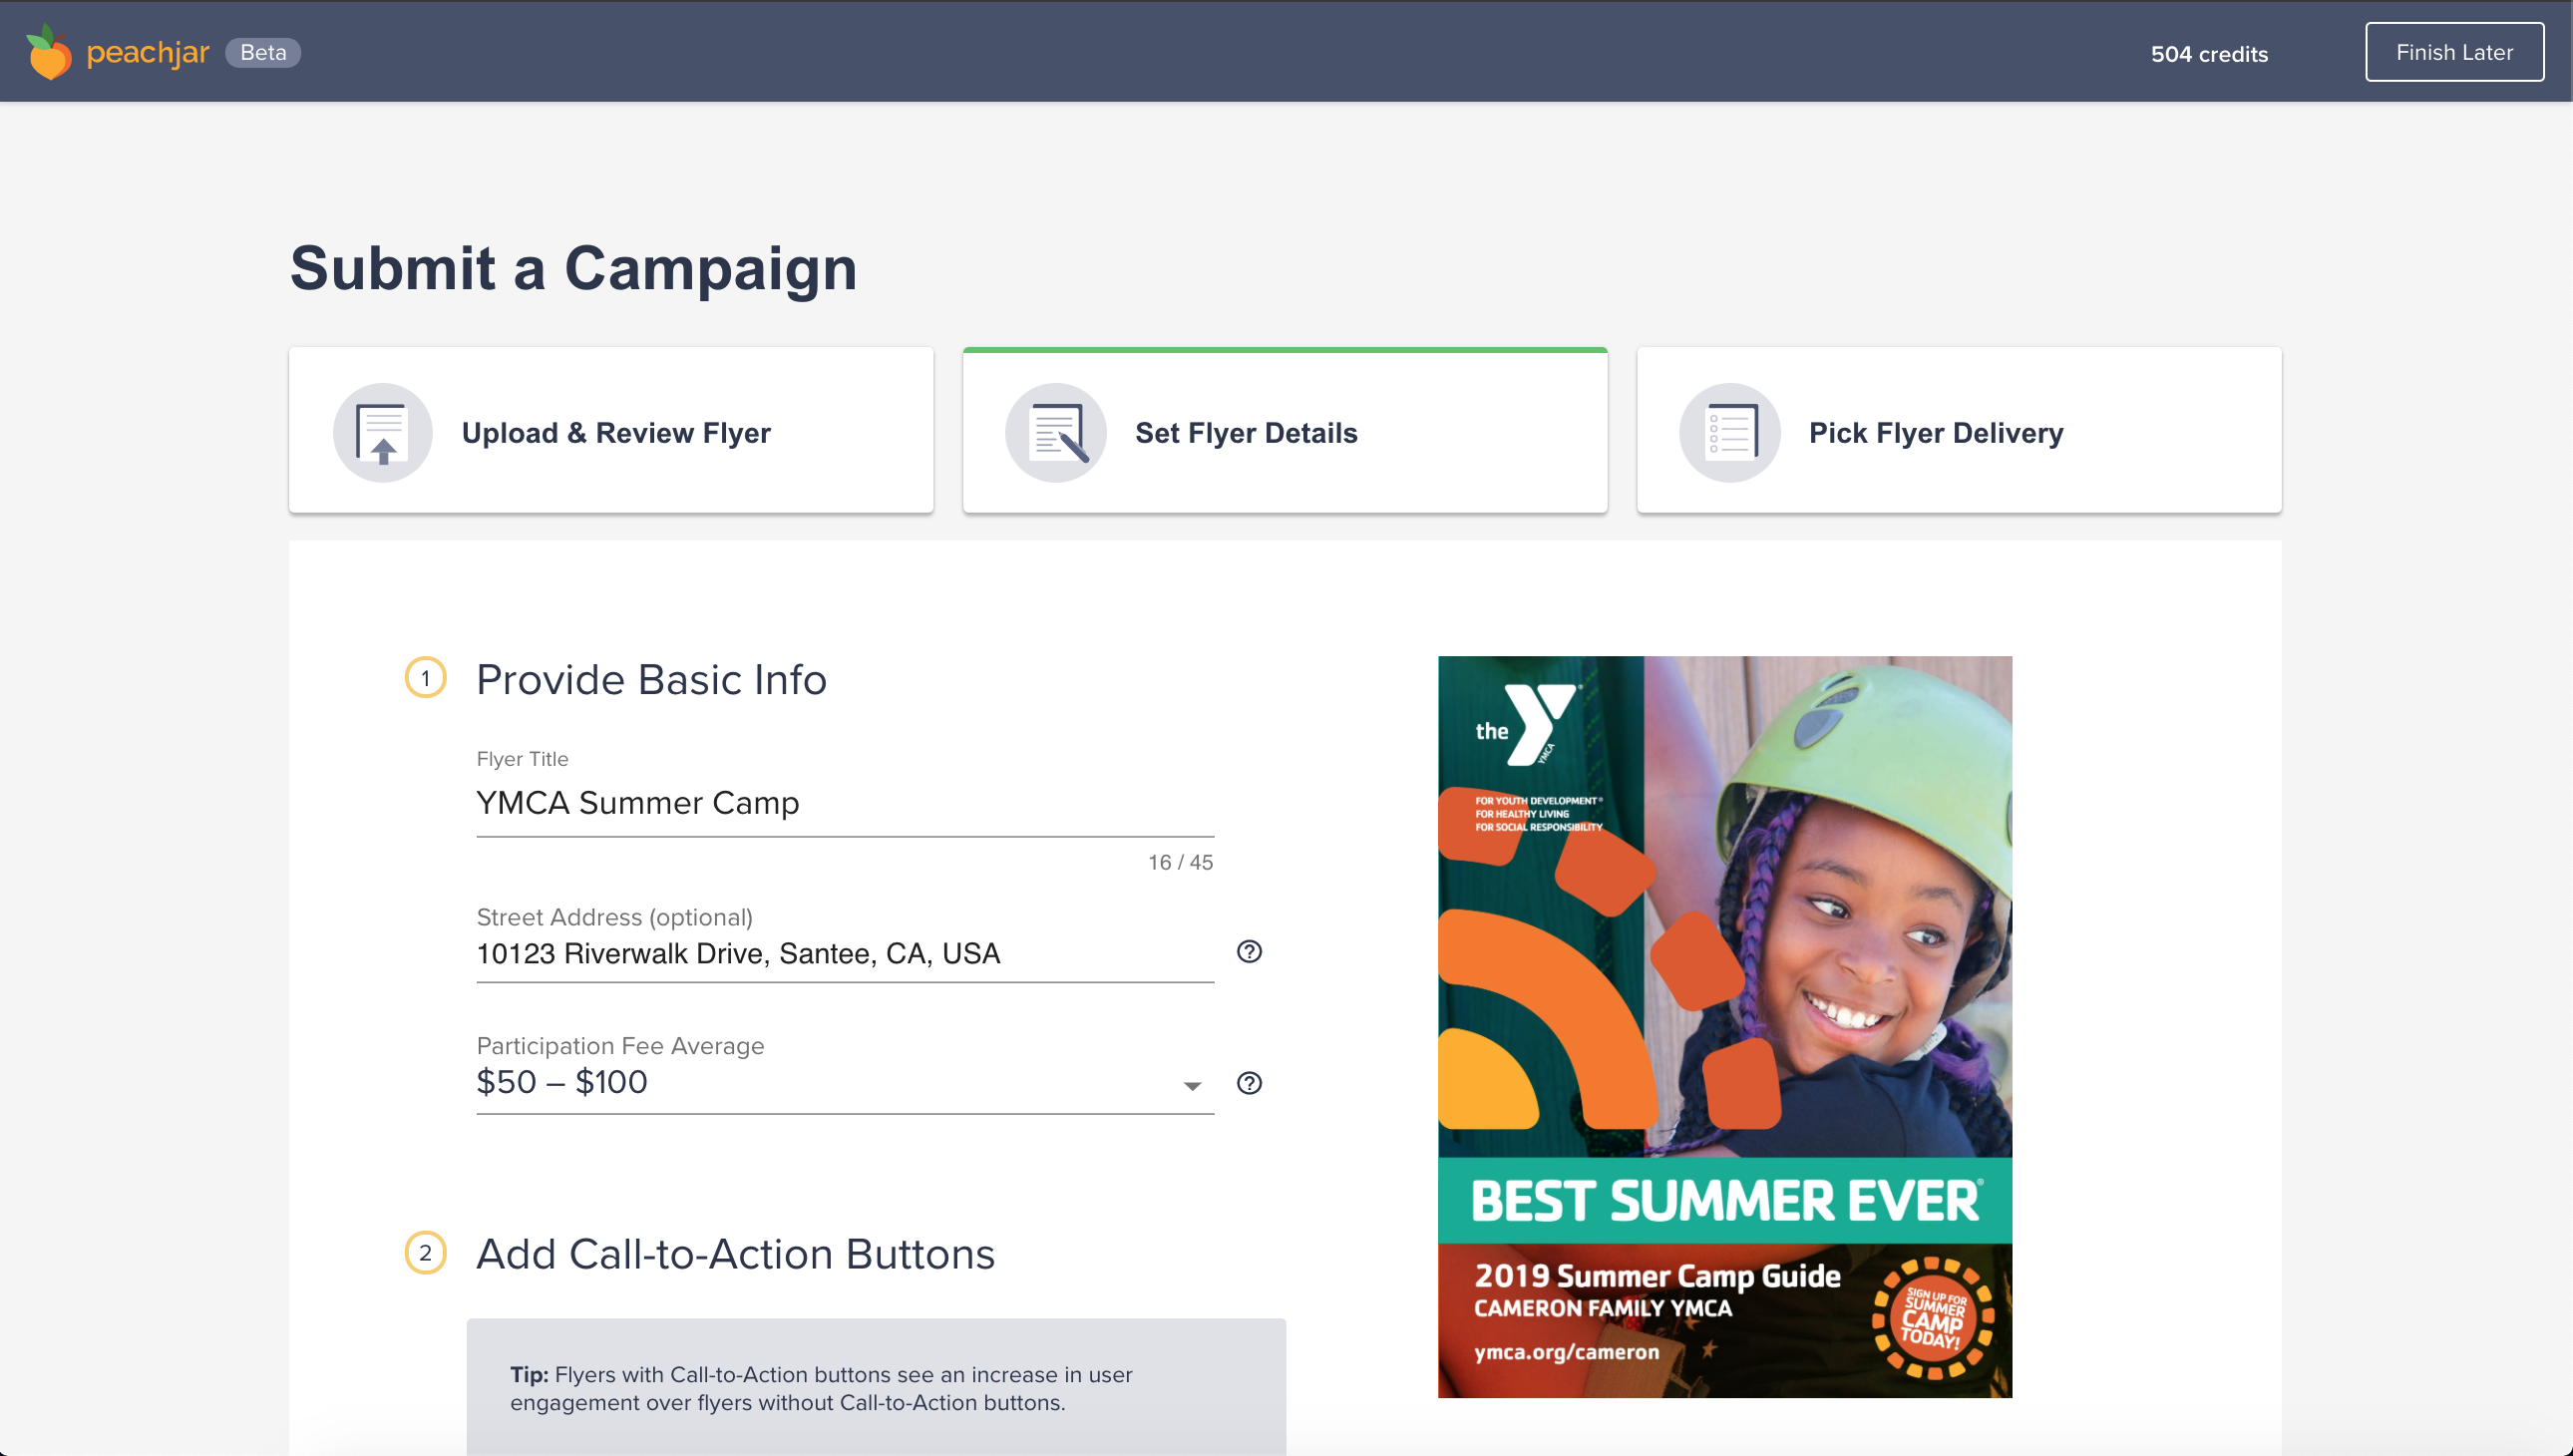 peachjar Beta
504 credits
Finish Later
Submit a Campaign
Upload & Review Flyer
Set Flyer Details
Pick Flyer Delivery
1 Provide Basic Info
Flyer Title
YMCA Summer Camp
16 / 45
Street Address (optional)
10123 Riverwalk Drive, Santee, CA, USA
?
Participation Fee Average
$50 – $100
?
2 Add Call-to-Action Buttons
Tip: Flyers with Call-to-Action buttons see an increase in user
engagement over flyers without Call-to-Action buttons.
the Y®
YMCA
FOR YOUTH DEVELOPMENT®
FOR HEALTHY LIVING
FOR SOCIAL RESPONSIBILITY
BEST SUMMER EVER®
2019 Summer Camp Guide
CAMERON FAMILY YMCA
ymca.org/cameron
SIGN UP FOR
SUMMER
CAMP
TODAY!